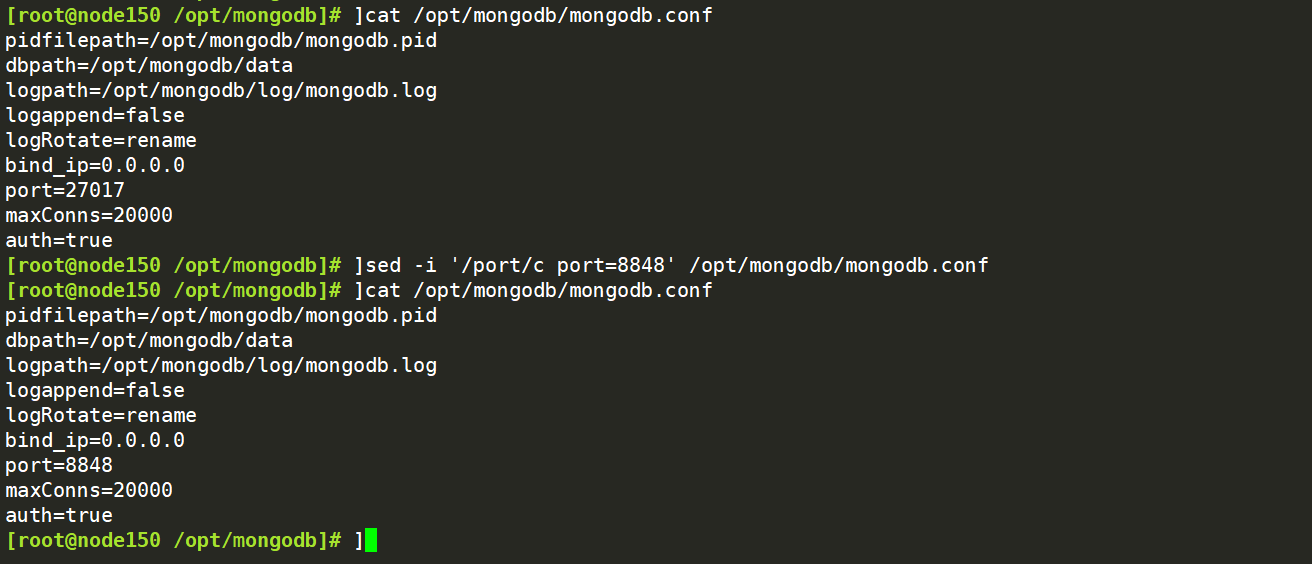 [root@node150 /opt/mongodb]# ]cat /opt/mongodb/mongodb.conf
pidfilepath=/opt/mongodb/mongodb.pid
dbpath=/opt/mongodb/data
logpath=/opt/mongodb/log/mongodb.log
logappend=false
logRotate=rename
bind_ip=0.0.0.0
port=27017
maxConns=20000
auth=true
[root@node150 /opt/mongodb]# ]sed -i '/port/c port=8848' /opt/mongodb/mongodb.conf
[root@node150 /opt/mongodb]# ]cat /opt/mongodb/mongodb.conf
pidfilepath=/opt/mongodb/mongodb.pid
dbpath=/opt/mongodb/data
logpath=/opt/mongodb/log/mongodb.log
logappend=false
logRotate=rename
bind_ip=0.0.0.0
port=8848
maxConns=20000
auth=true
[root@node150 /opt/mongodb]# ]